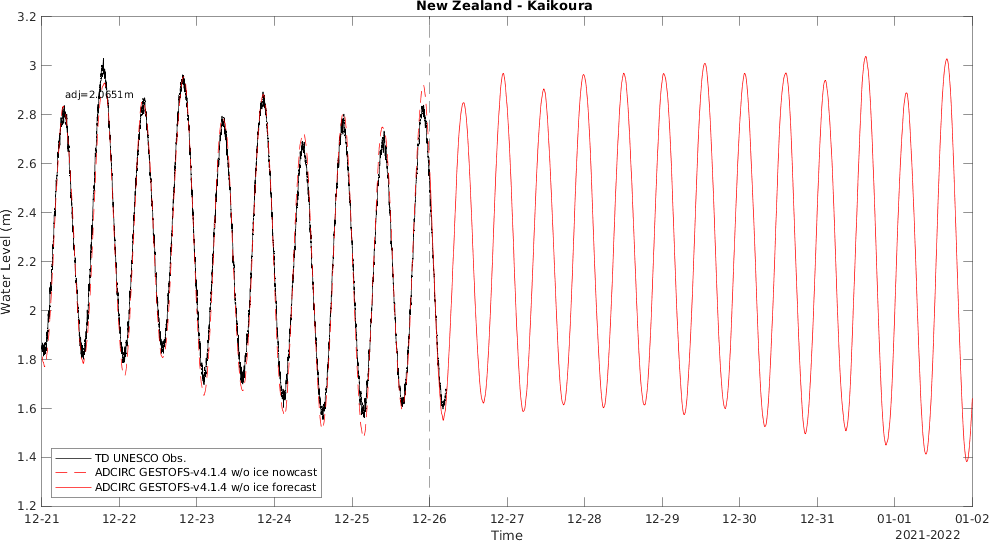 New Zealand - Kaikoura
Water Level (m)
3.2
3
2.8
2.6
2.4
2.2
2
1.8
1.6
1.4
1.2
adj=2.0651m
TD UNESCO Obs.
ADCIRC GESTOFS-v4.1.4 w/o ice nowcast
ADCIRC GESTOFS-v4.1.4 w/o ice forecast
12-21 12-22 12-23 12-24 12-25 12-26 12-27 12-28 12-29 12-30 12-31 01-01 01-02
Time
2021-2022